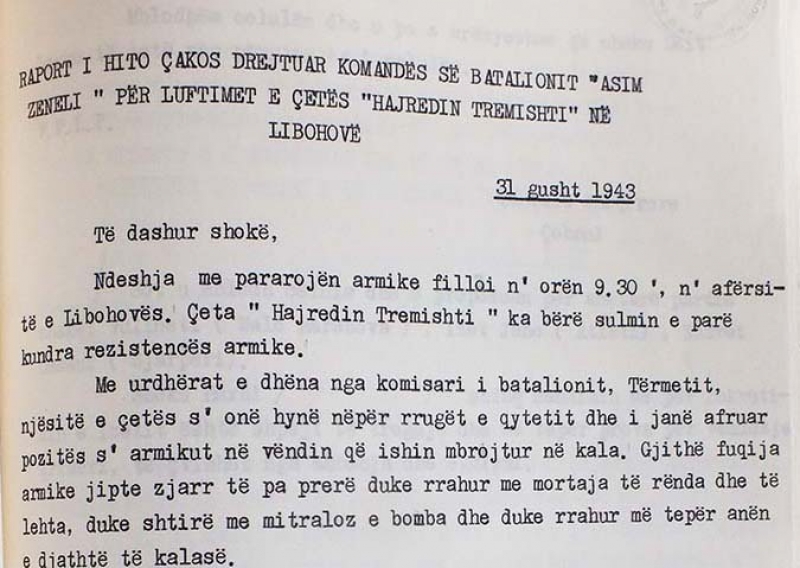 RAPORT I HITO ÇAKOS DREJTUAR KOMANDËS SË BATALIONIT "ASIM
ZENELI " PËR LUFTIMET E ÇETËS "HAJREDIN TREMISHTI" NË
LIBOHOVË
31 gusht 1943
Të dashur shokë,
Ndeshja me pararojën armike filloi n' orën 9.30 ', n' afërsi-
të e Libohovës. Çeta " Hajredin Tremishti " ka bërë sulmin e parë
kundra rezistencës armike.
Me urdhërat e dhëna nga komisari i batalionit, Tërmetit,
njësitë e çetës s' onë hynë nëpër rrugët e qytetit dhe i janë afruar
pozitës s' armikut në vëndin që ishin mbrojtur në kala. Gjithë fuqija
armike jipte zjarr të pa prerë duke rrahur me mortaja të rënda dhe të
lehta, duke shtirë me mitraloz e bomba dhe duke rrahur më tepër anën
e djathtë të kalasë.